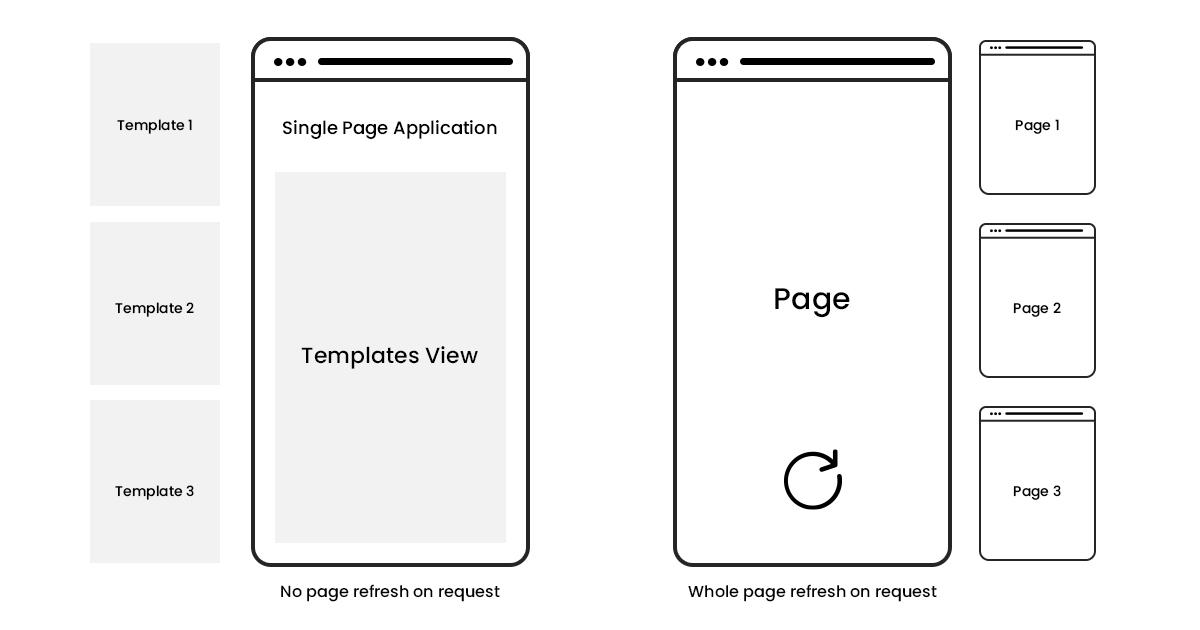 Template 1
Template 2
Template 3
Single Page Application
Templates View
No page refresh on request
Page
Whole page refresh on request
Page 1
Page 2
Page 3